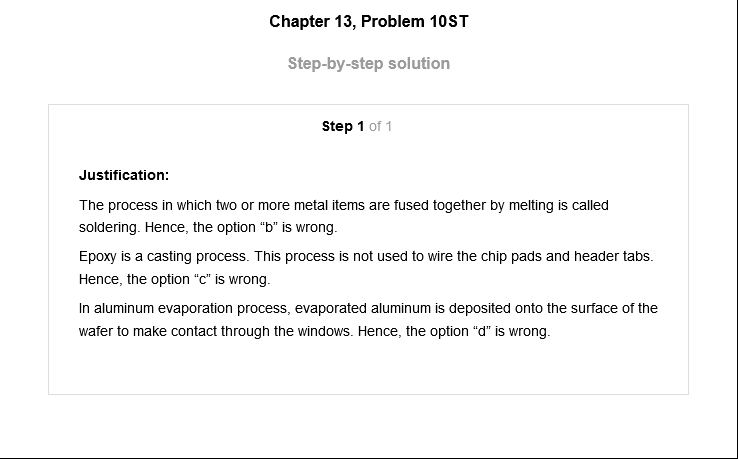 Chapter 13, Problem 10ST
Step-by-step solution
Step 1 of 1
Justification:
The process in which two or more metal items are fused together by melting is called
soldering. Hence, the option “b” is wrong.
Epoxy is a casting process. This process is not used to wire the chip pads and header tabs.
Hence, the option “c” is wrong.
In aluminum evaporation process, evaporated aluminum is deposited onto the surface of the
wafer to make contact through the windows. Hence, the option “d” is wrong.